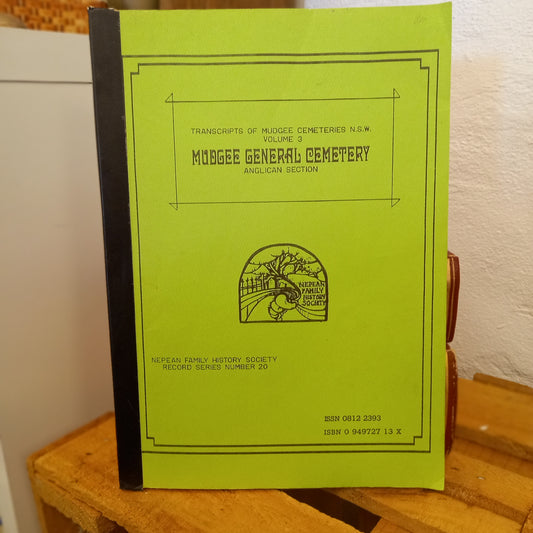 TRANSCRIPTS OF MUDGEE CEMETERIES N.S.W.
VOLUME 3
MUDGEE GENERAL CEMETERY
ANGLICAN SECTION
NEPEAN
FAMILY
HISTORY
SOCIETY
NEPEAN FAMILY HISTORY SOCIETY
RECORD SERIES NUMBER 20
ISSN 0812 2393
ISBN 0 949727 13 X